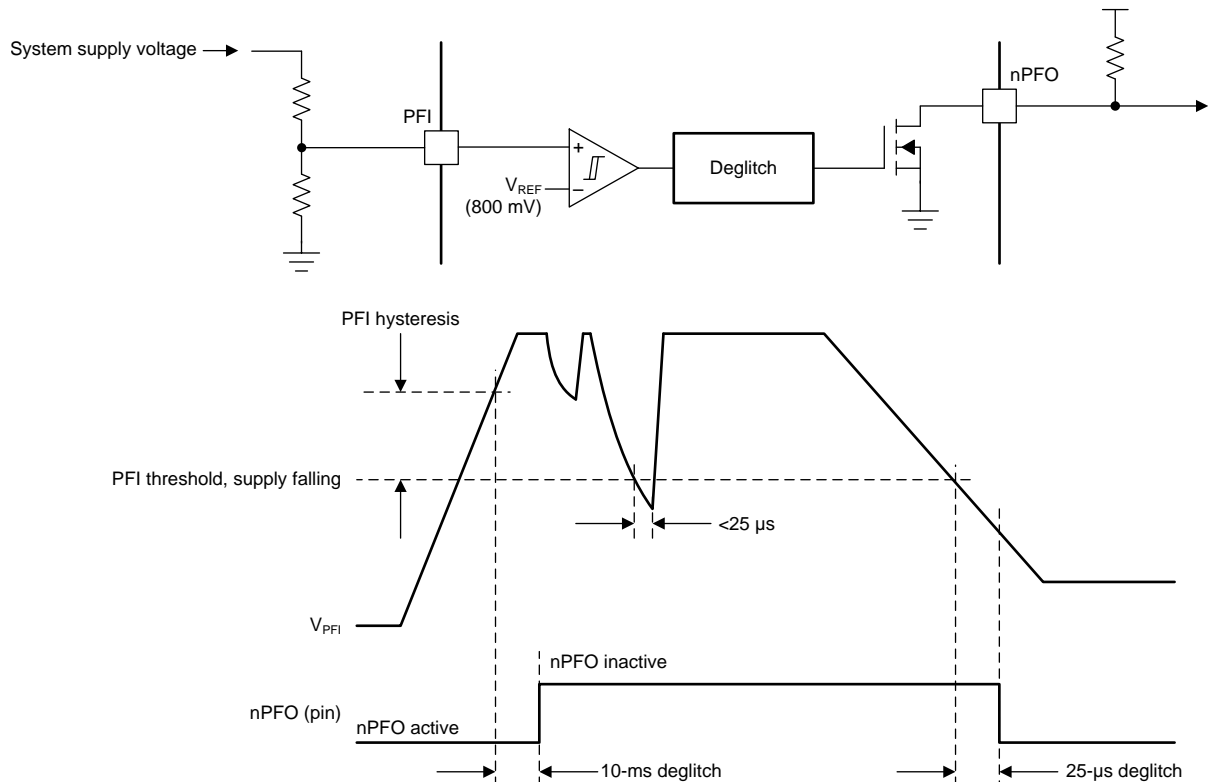 System supply voltage
nPFO
PFI
+
VREF
(800 mV)
−
Deglitch
PFI hysteresis
PFI threshold, supply falling
<25 µs
VPFI
nPFO inactive
nPFO (pin)
nPFO active
10-ms deglitch
25-µs deglitch